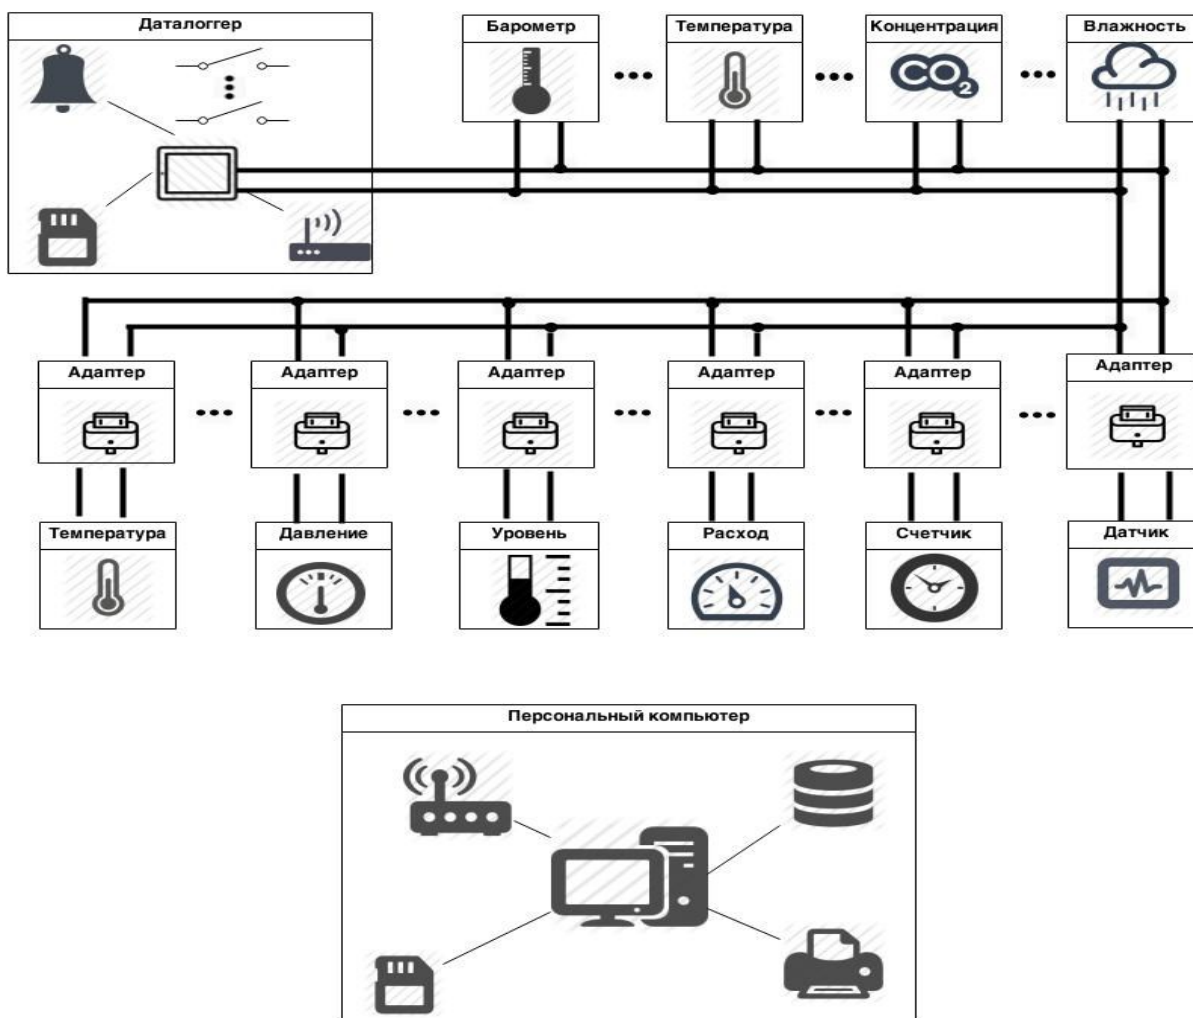 Даталоггер
Барометр
Температура
Концентрация
CO2
Влажность
Адаптер
Адаптер
Адаптер
Адаптер
Адаптер
Адаптер
Температура
Давление
Уровень
Расход
Счетчик
Датчик
Персональный компьютер